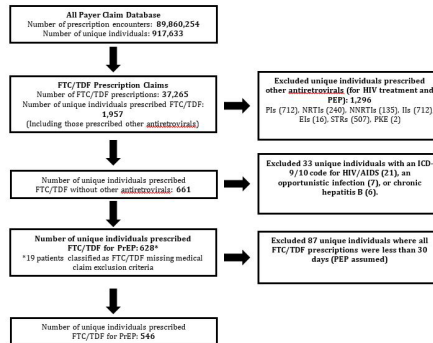 All Payer Claim Database
Number of prescription encounters: 89,860,254
Number of unique individuals: 917,633
FTC/TDF Prescription Claims
Number of FTC/TDF prescriptions: 37,265
Number of unique individuals prescribed FTC/TDF:
1,957
(Including those prescribed other antiretrovirals)
Excluded unique individuals prescribed
other antiretrovirals (for HIV treatment and
PEP): 1,296
PIs (712), NRTIs (240), NNRTIs (135), IIs (712),
EIs (16), STRs (507), PKE (2)
Number of unique individuals prescribed
FTC/TDF without other antiretrovirals: 661
Excluded 33 unique individuals with an ICD-
9/10 code for HIV/AIDS (21), an
opportunistic infection (7), or chronic
hepatitis B (6).
Number of unique individuals prescribed
FTC/TDF for PrEP: 628*
*19 patients classified as FTC/TDF missing medical
claim exclusion criteria
Excluded 87 unique individuals where all
FTC/TDF prescriptions were less than 30
days (PEP assumed)
Number of unique individuals prescribed
FTC/TDF for PrEP: 546